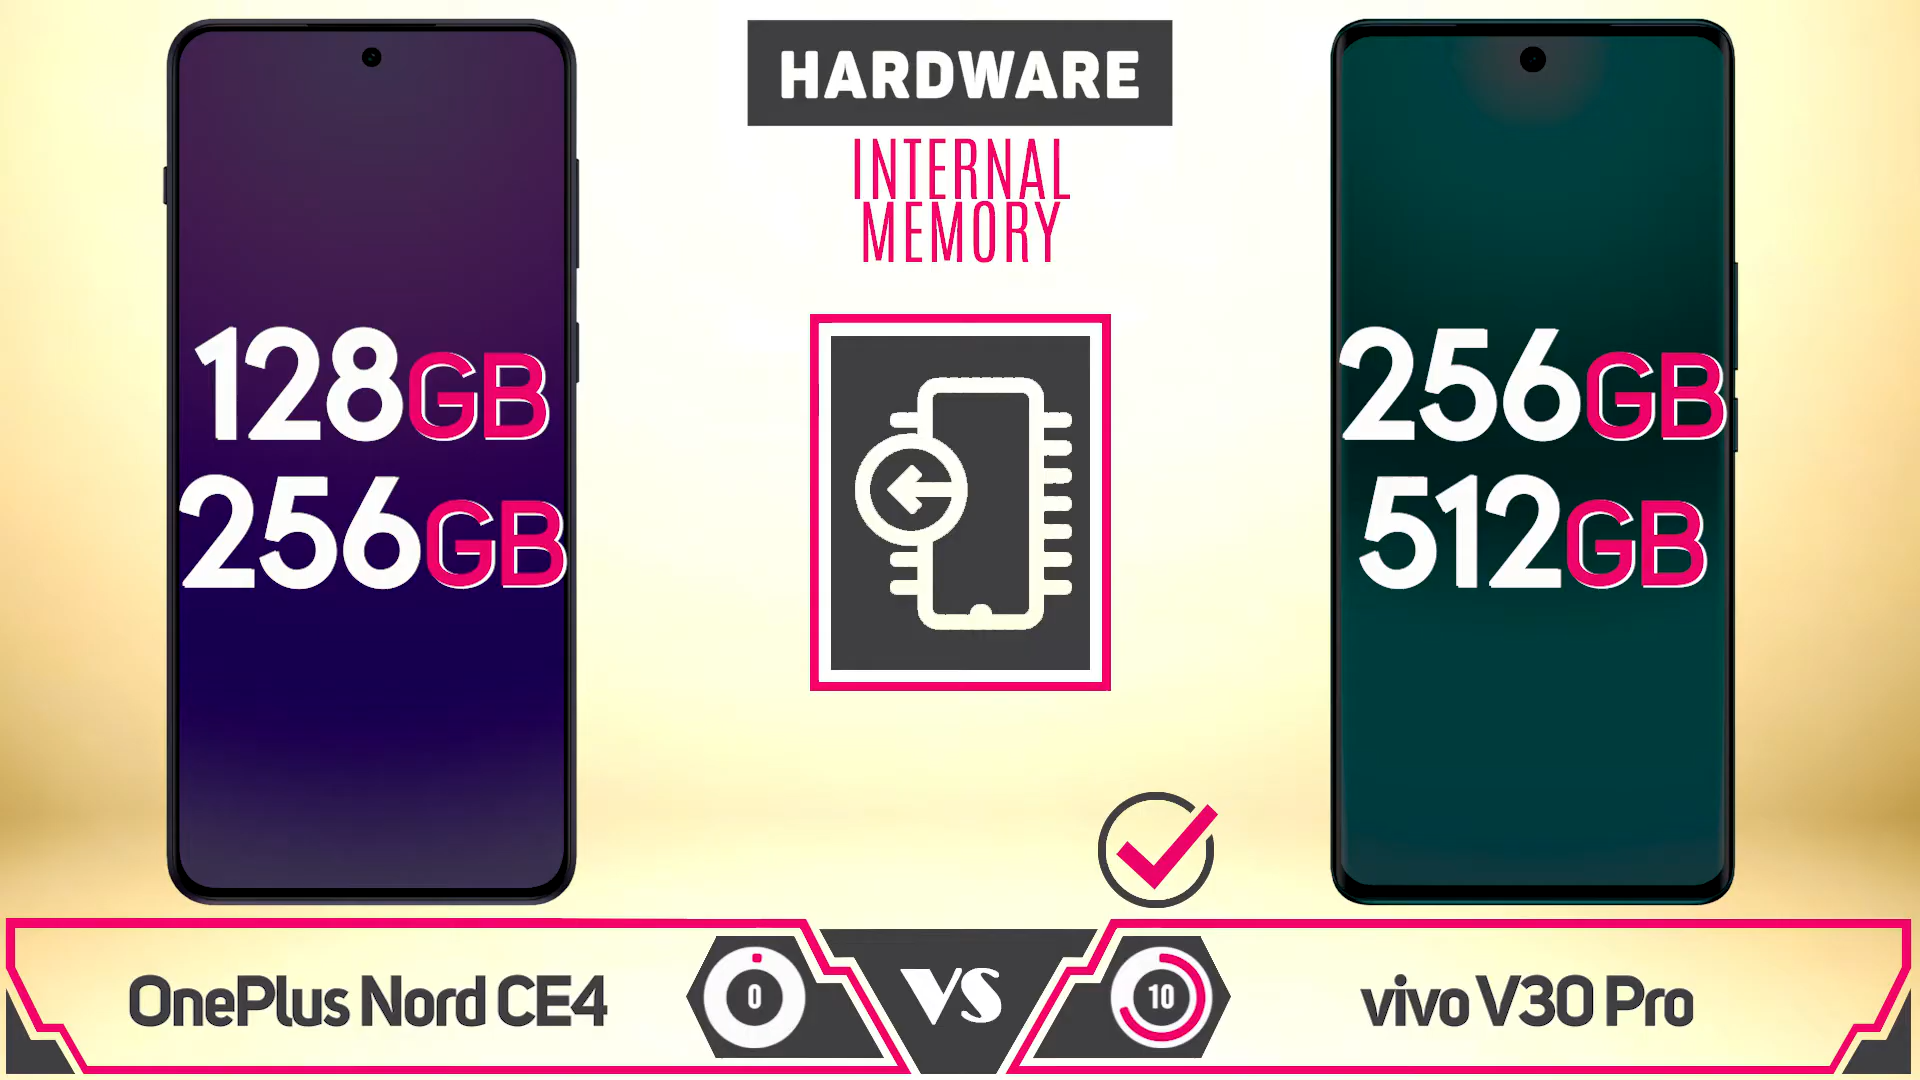 HARDWARE
INTERNAL
MEMORY
128GB
256GB
256GB
512GB
OnePlus Nord CE4
0
VS
10
vivo V30 Pro